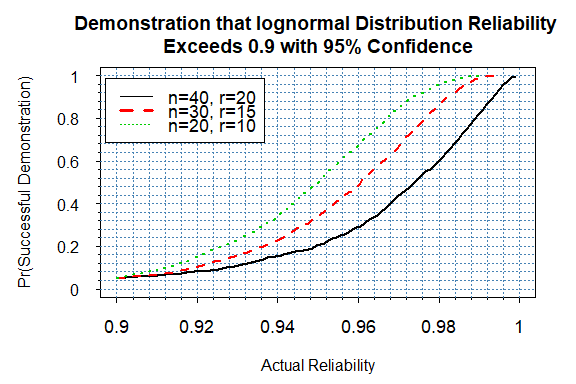 Demonstration that lognormal Distribution Reliability
Exceeds 0.9 with 95% Confidence
Pr(Successful Demonstration)
1
0.8
0.6
0.4
0.2
0
n=40, r=20
n=30, r=15
n=20, r=10
0.9 0.92 0.94 0.96 0.98 1
Actual Reliability